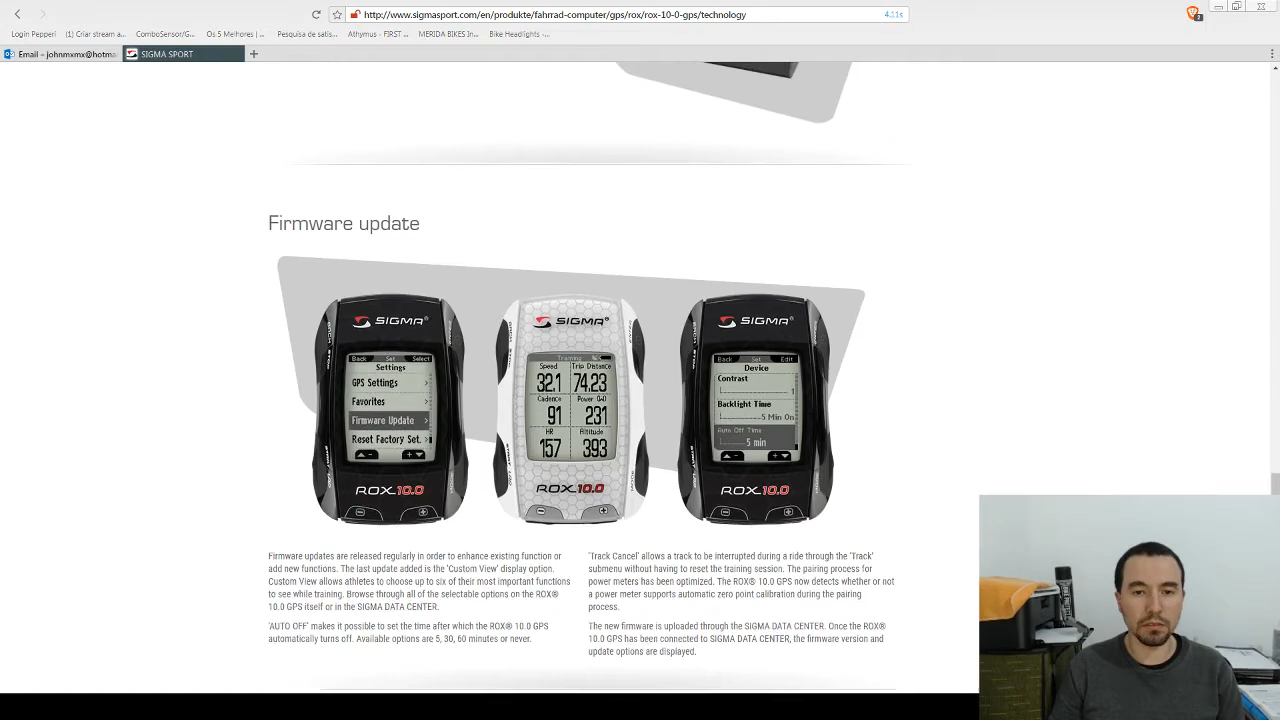 http://www.sigmasport.com/en/produkte/fahrrad-computer/gps/rox/rox-10-0-gps/technology
4.11s
2
Login Pepperi
(1) Criar stream a...
ComboSensor/G...
Os 5 Melhores | ...
Pesquisa de satis...
Athymus - FIRST ...
MERIDA BIKES In...
Bike Headlights -...
Email – johnmxmx@hotma
SIGMA SPORT
Firmware update
SIGMA
Back Set Select
Settings
GPS Settings
Favorites
Firmware Update
Reset Factory Set.
ROX 10.0
SIGMA
Training
Speed Trip Distance
32.1 74.23
Cadence
91 231
HR Altitude
157 393
ROX 10.0
SIGMA
Back Set Edit
Device
Contrast
1
Backlight Time
5 Min On
Auto Off Time
5 min
ROX 10.0
Firmware updates are released regularly in order to enhance existing function or
add new functions. The last update added is the 'Custom View' display option.
Custom View allows athletes to choose up to six of their most important functions
to see while training. Browse through all of the selectable options on the ROX®
10.0 GPS itself or in the SIGMA DATA CENTER.
'AUTO OFF' makes it possible to set the time after which the ROX® 10.0 GPS
automatically turns off. Available options are 5, 30, 60 minutes or never.
'Track Cancel' allows a track to be interrupted during a ride through the 'Track'
submenu without having to reset the training session. The pairing process for
power meters has been optimized. The ROX® 10.0 GPS now detects whether or not
a power meter supports automatic zero point calibration during the pairing
process.
The new firmware is uploaded through the SIGMA DATA CENTER. Once the ROX®
10.0 GPS has been connected to SIGMA DATA CENTER, the firmware version and
update options are displayed.